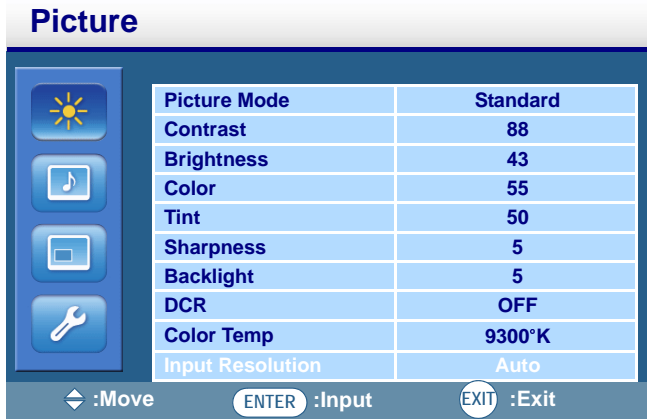 Picture
Picture Mode Standard
Contrast 88
Brightness 43
Color 55
Tint 50
Sharpness 5
Backlight 5
DCR OFF
Color Temp 9300°K
Input Resolution Auto
:Move ENTER :Input EXIT :Exit